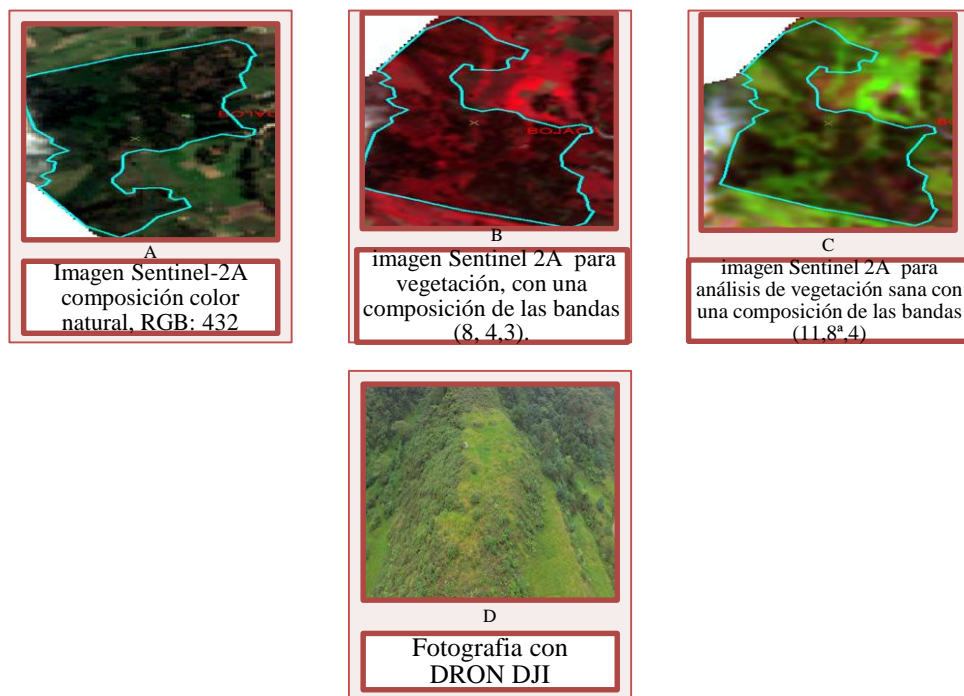 BOJAC
A
Imagen Sentinel-2A
composición color
natural, RGB: 432
B
imagen Sentinel 2A para
vegetación, con una
composición de las bandas
(8, 4,3).
C
imagen Sentinel 2A para
análisis de vegetación sana con
una composición de las bandas
(11,8ª,4)
D
Fotografia con
DRON DJI